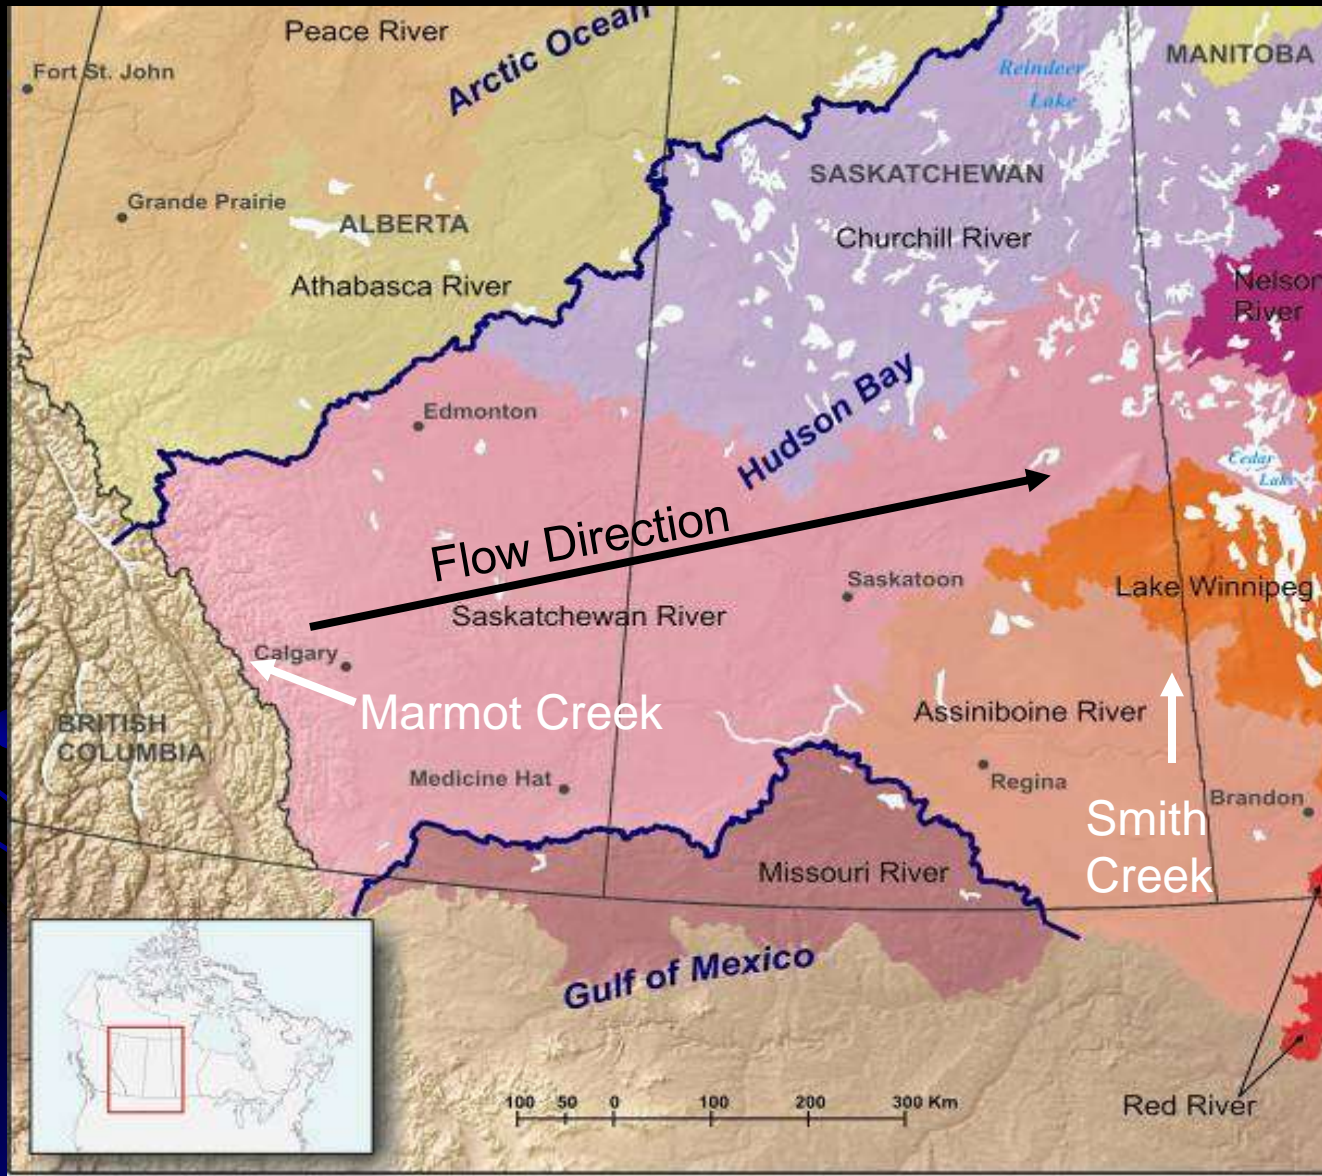 Peace River
Arctic Ocean
MANITOBA
Fort St. John
Reindeer
Lake
SASKATCHEWAN
Grande Prairie
ALBERTA
Churchill River
Athabasca River
Nelson
River
Hudson Bay
Edmonton
Cedar
Lake
Flow Direction
Saskatoon
Lake Winnipeg
Saskatchewan River
Calgary
Marmot Creek
BRITISH
COLUMBIA
Assiniboine River
Medicine Hat
Regina
Brandon
Smith
Creek
Missouri River
Gulf of Mexico
100 50 0 100 200 300 Km
Red River